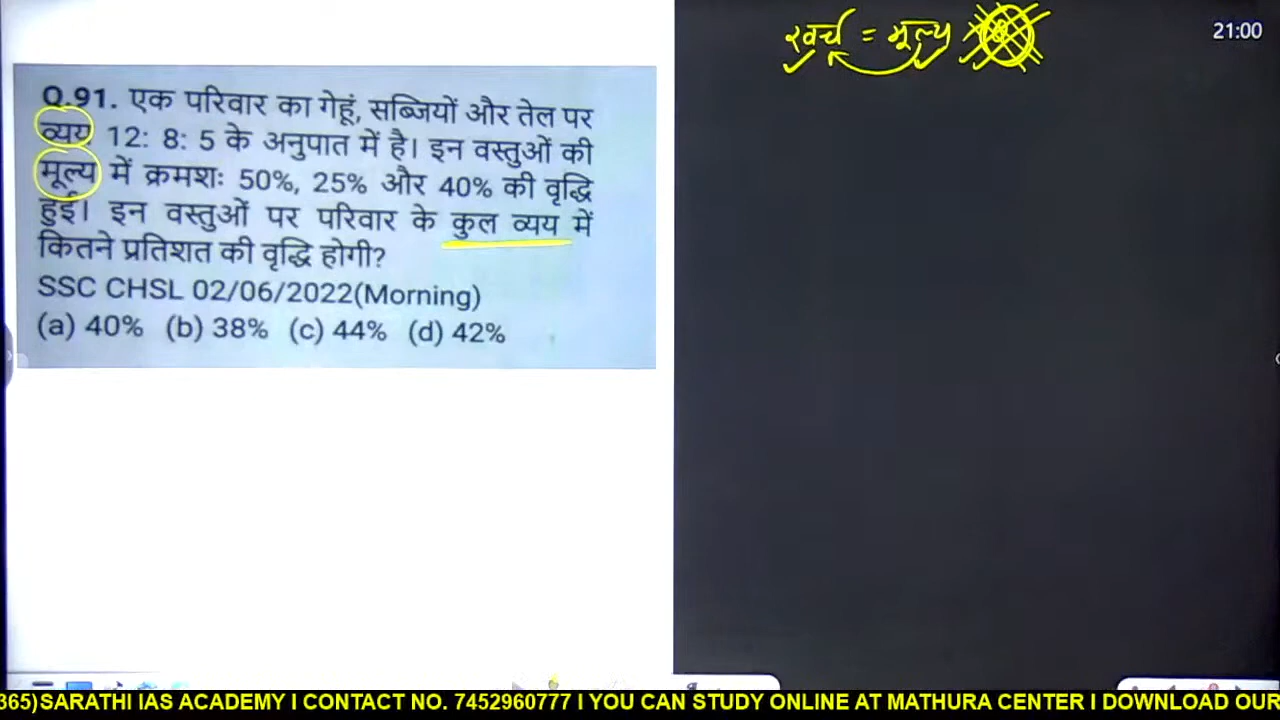 खर्च = मूल्य
21:00
Q.91. एक परिवार का गेहूं, सब्जियों और तेल पर
व्यय 12: 8: 5 के अनुपात में है। इन वस्तुओं की
मूल्य में क्रमशः 50%, 25% और 40% की वृद्धि
हुई। इन वस्तुओं पर परिवार के कुल व्यय में
कितने प्रतिशत की वृद्धि होगी?
SSC CHSL 02/06/2022(Morning)
(a) 40% (b) 38% (c) 44% (d) 42%
365)SARATHI IAS ACADEMY I CONTACT NO. 7452960777 I YOU CAN STUDY ONLINE AT MATHURA CENTER I DOWNLOAD OUR